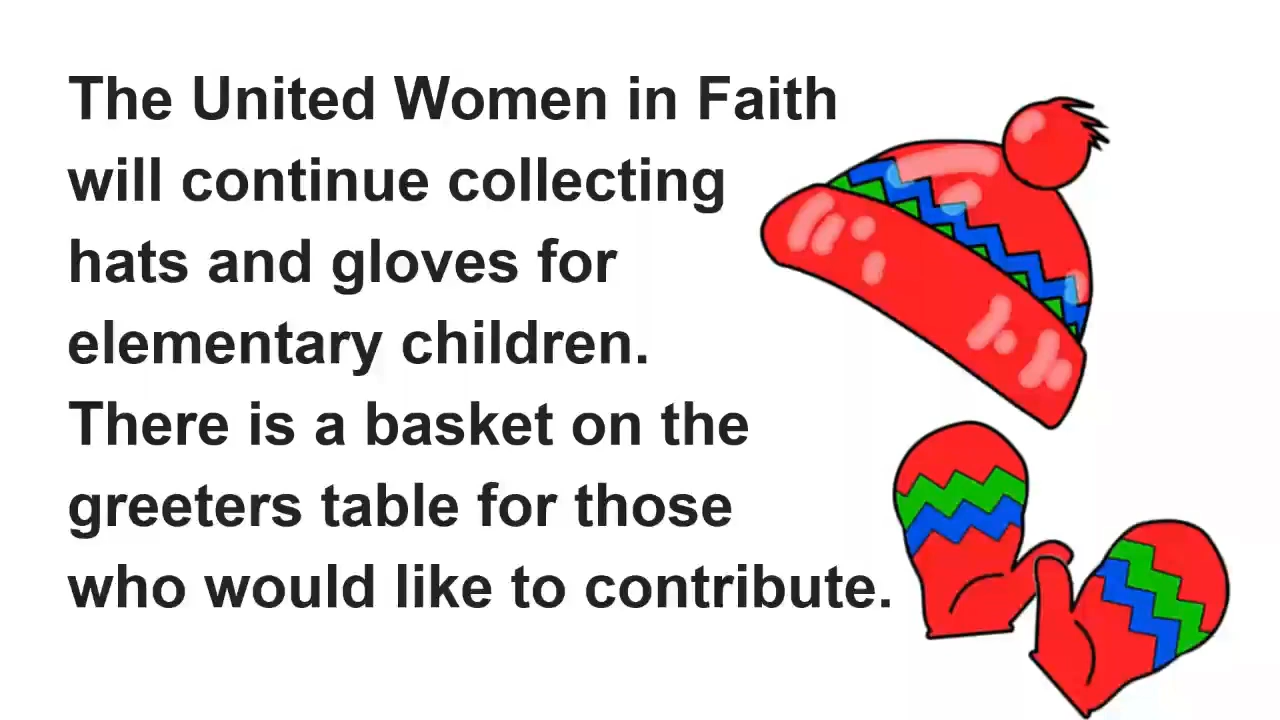 The United Women in Faith
will continue collecting
hats and gloves for
elementary children.
There is a basket on the
greeters table for those
who would like to contribute.